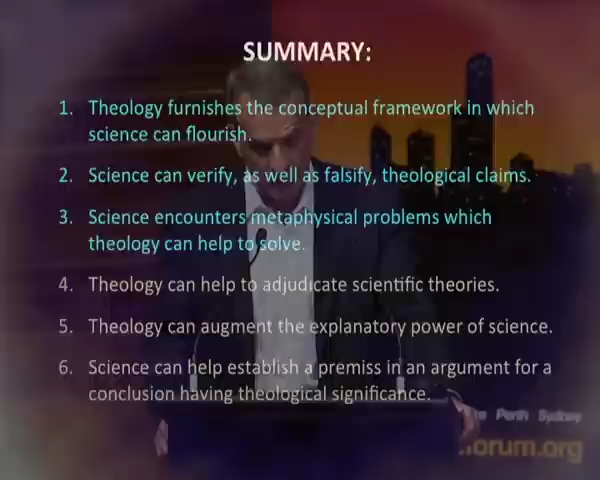 SUMMARY:
1. Theology furnishes the conceptual framework in which
science can flourish.
2. Science can verify, as well as falsify, theological claims.
3. Science encounters metaphysical problems which
theology can help to solve.
4. Theology can help to adjudicate scientific theories.
5. Theology can augment the explanatory power of science.
6. Science can help establish a premiss in an argument for a
conclusion having theological significance.
Perth Sydney
orum.org